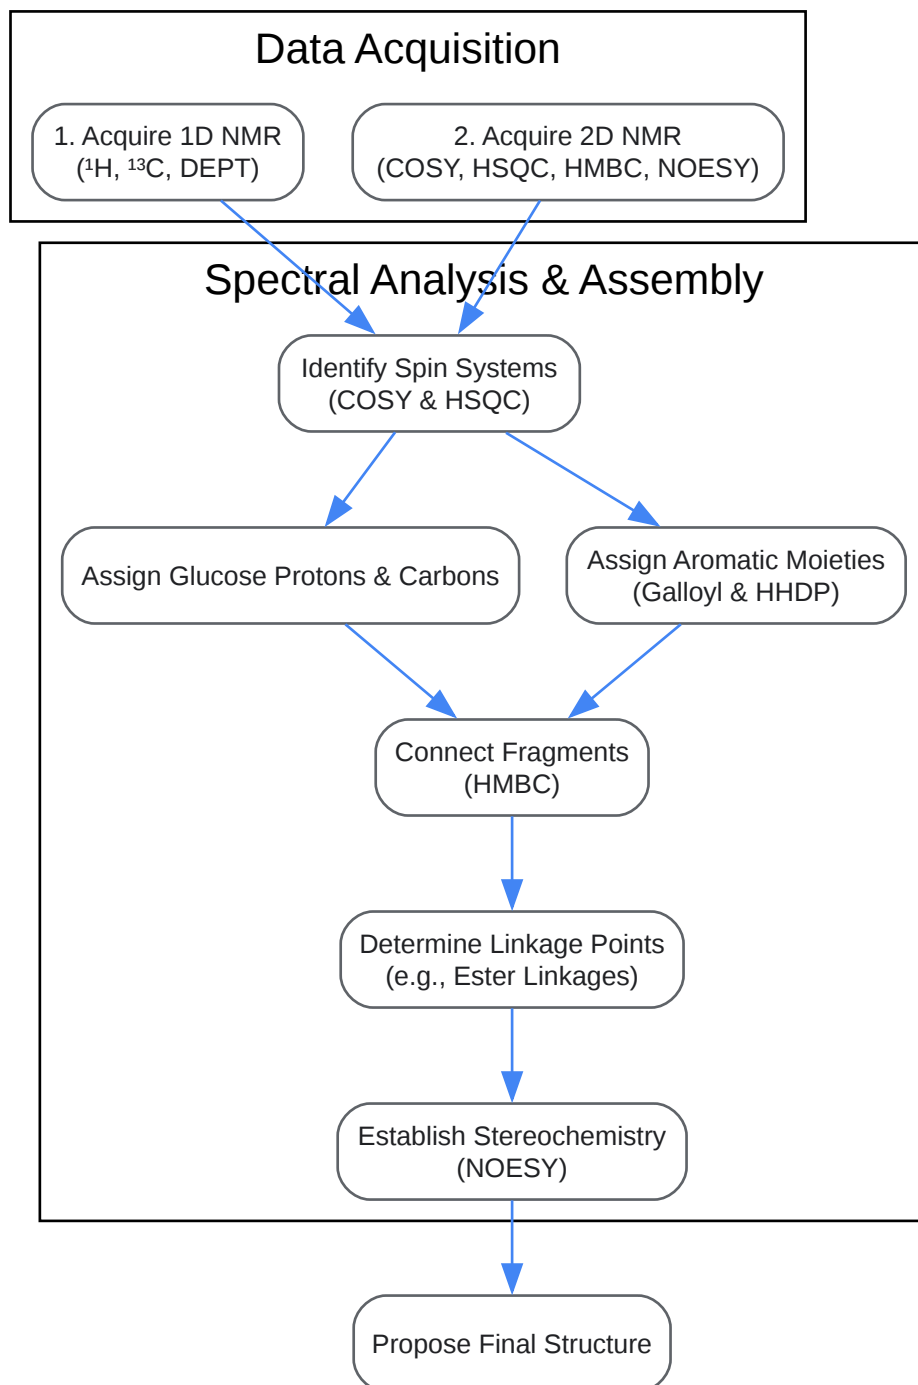 Data Acquisition
1. Acquire 1D NMR
(¹H, ¹³C, DEPT)
2. Acquire 2D NMR
(COSY, HSQC, HMBC, NOESY)
Spectral Analysis & Assembly
Identify Spin Systems
(COSY & HSQC)
Assign Glucose Protons & Carbons
Assign Aromatic Moieties
(Galloyl & HHDP)
Connect Fragments
(HMBC)
Determine Linkage Points
(e.g., Ester Linkages)
Establish Stereochemistry
(NOESY)
Propose Final Structure